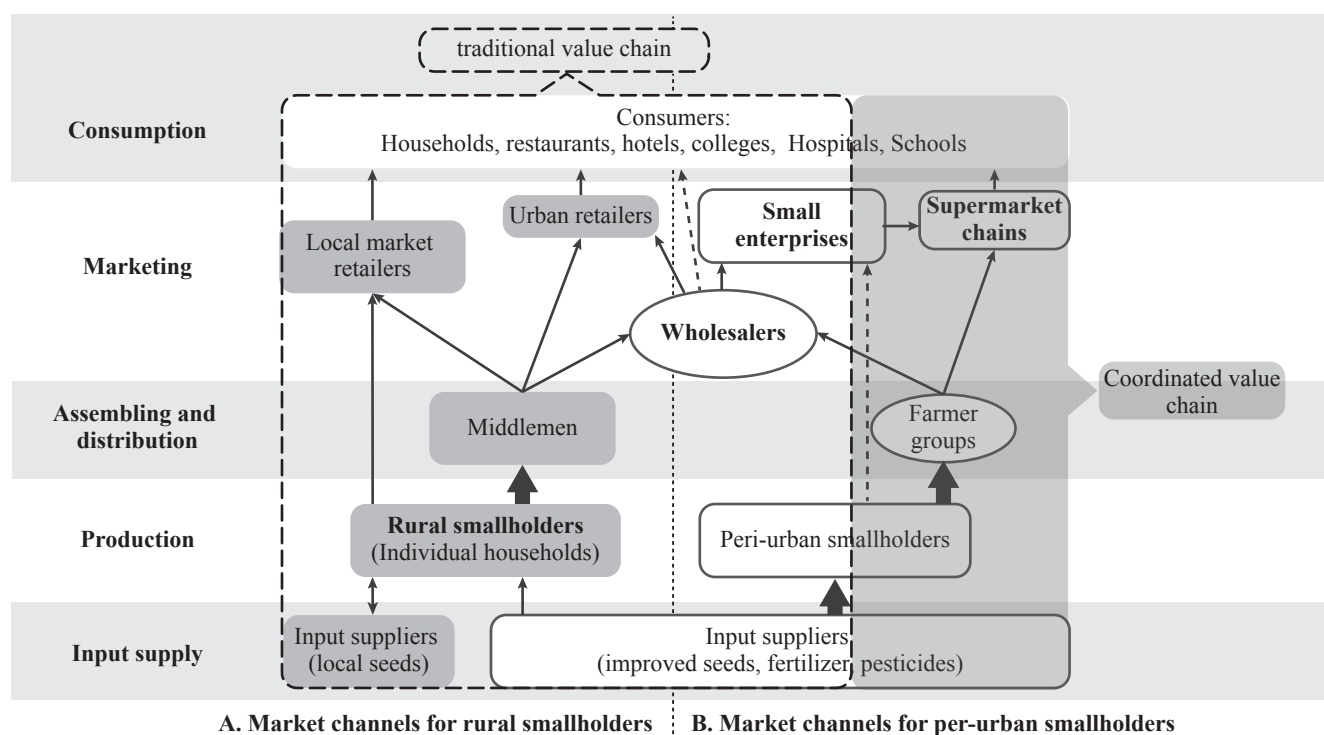 traditional value chain
Consumption
Consumers:
Households, restaurants, hotels, colleges, Hospitals, Schools
Marketing
Local market
retailers
Urban retailers
Small
enterprises
Supermarket
chains
Wholesalers
Coordinated value
chain
Assembling and
distribution
Middlemen
Farmer
groups
Production
Rural smallholders
(Individual households)
Peri-urban smallholders
Input supply
Input suppliers
(local seeds)
Input suppliers
(improved seeds, fertilizer, pesticides)
A. Market channels for rural smallholders
B. Market channels for per-urban smallholders